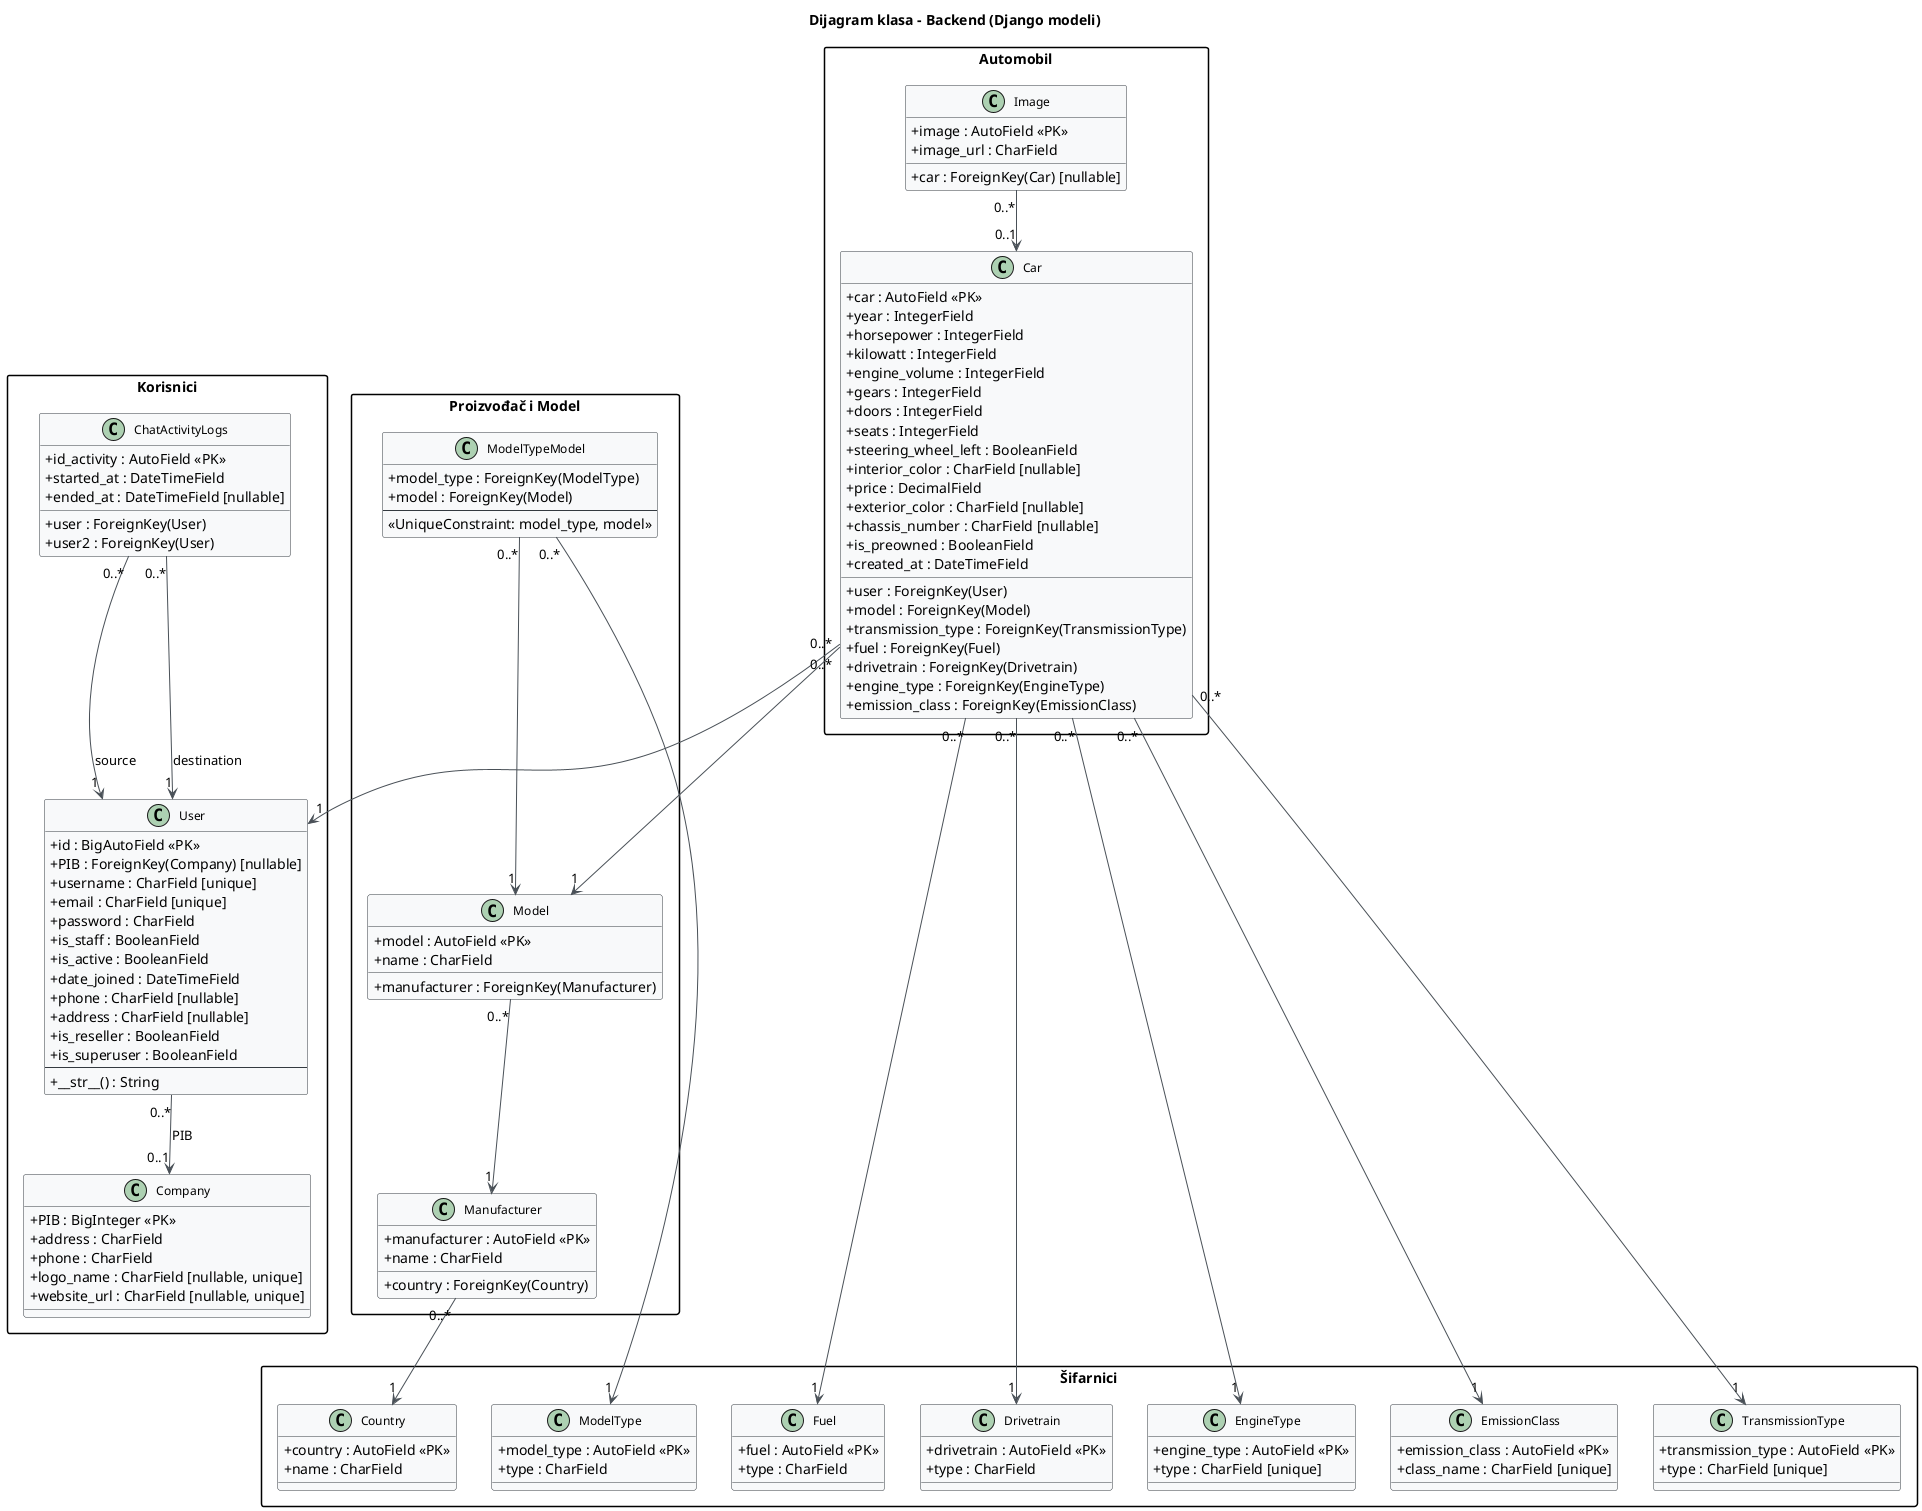 Dijagram klasa - Backend (Django modeli)
Automobil
Image
+image : AutoField «PK»
+image_url : CharField
+car : ForeignKey(Car) [nullable]
0..*
0..1
Car
+car : AutoField «PK»
+year : IntegerField
+horsepower : IntegerField
+kilowatt : IntegerField
+engine_volume : IntegerField
+gears : IntegerField
+doors : IntegerField
+seats : IntegerField
+steering_wheel_left : BooleanField
+interior_color : CharField [nullable]
+price : DecimalField
+exterior_color : CharField [nullable]
+chassis_number : CharField [nullable]
+is_preowned : BooleanField
+created_at : DateTimeField
+user : ForeignKey(User)
+model : ForeignKey(Model)
+transmission_type : ForeignKey(TransmissionType)
+fuel : ForeignKey(Fuel)
+drivetrain : ForeignKey(Drivetrain)
+engine_type : ForeignKey(EngineType)
+emission_class : ForeignKey(EmissionClass)
0..*
0..*
0..*
0..*
0..*
0..*
0..*
Korisnici
ChatActivityLogs
+id_activity : AutoField «PK»
+started_at : DateTimeField
+ended_at : DateTimeField [nullable]
+user : ForeignKey(User)
+user2 : ForeignKey(User)
0..*
0..*
source
destination
1
1
1
User
+id : BigAutoField «PK»
+PIB : ForeignKey(Company) [nullable]
+username : CharField [unique]
+email : CharField [unique]
+password : CharField
+is_staff : BooleanField
+is_active : BooleanField
+date_joined : DateTimeField
+phone : CharField [nullable]
+address : CharField [nullable]
+is_reseller : BooleanField
+is_superuser : BooleanField
+__str__() : String
0..*
PIB
0..1
Company
+PIB : BigInteger «PK»
+address : CharField
+phone : CharField
+logo_name : CharField [nullable, unique]
+website_url : CharField [nullable, unique]
Proizvođač i Model
ModelTypeModel
+model_type : ForeignKey(ModelType)
+model : ForeignKey(Model)
«UniqueConstraint: model_type, model»
0..*
0..*
1
1
Model
+model : AutoField «PK»
+name : CharField
+manufacturer : ForeignKey(Manufacturer)
0..*
1
Manufacturer
+manufacturer : AutoField «PK»
+name : CharField
+country : ForeignKey(Country)
0..*
Šifarnici
1
1
1
1
1
1
1
Country
+country : AutoField «PK»
+name : CharField
ModelType
+model_type : AutoField «PK»
+type : CharField
Fuel
+fuel : AutoField «PK»
+type : CharField
Drivetrain
+drivetrain : AutoField «PK»
+type : CharField
EngineType
+engine_type : AutoField «PK»
+type : CharField [unique]
EmissionClass
+emission_class : AutoField «PK»
+class_name : CharField [unique]
TransmissionType
+transmission_type : AutoField «PK»
+type : CharField [unique]